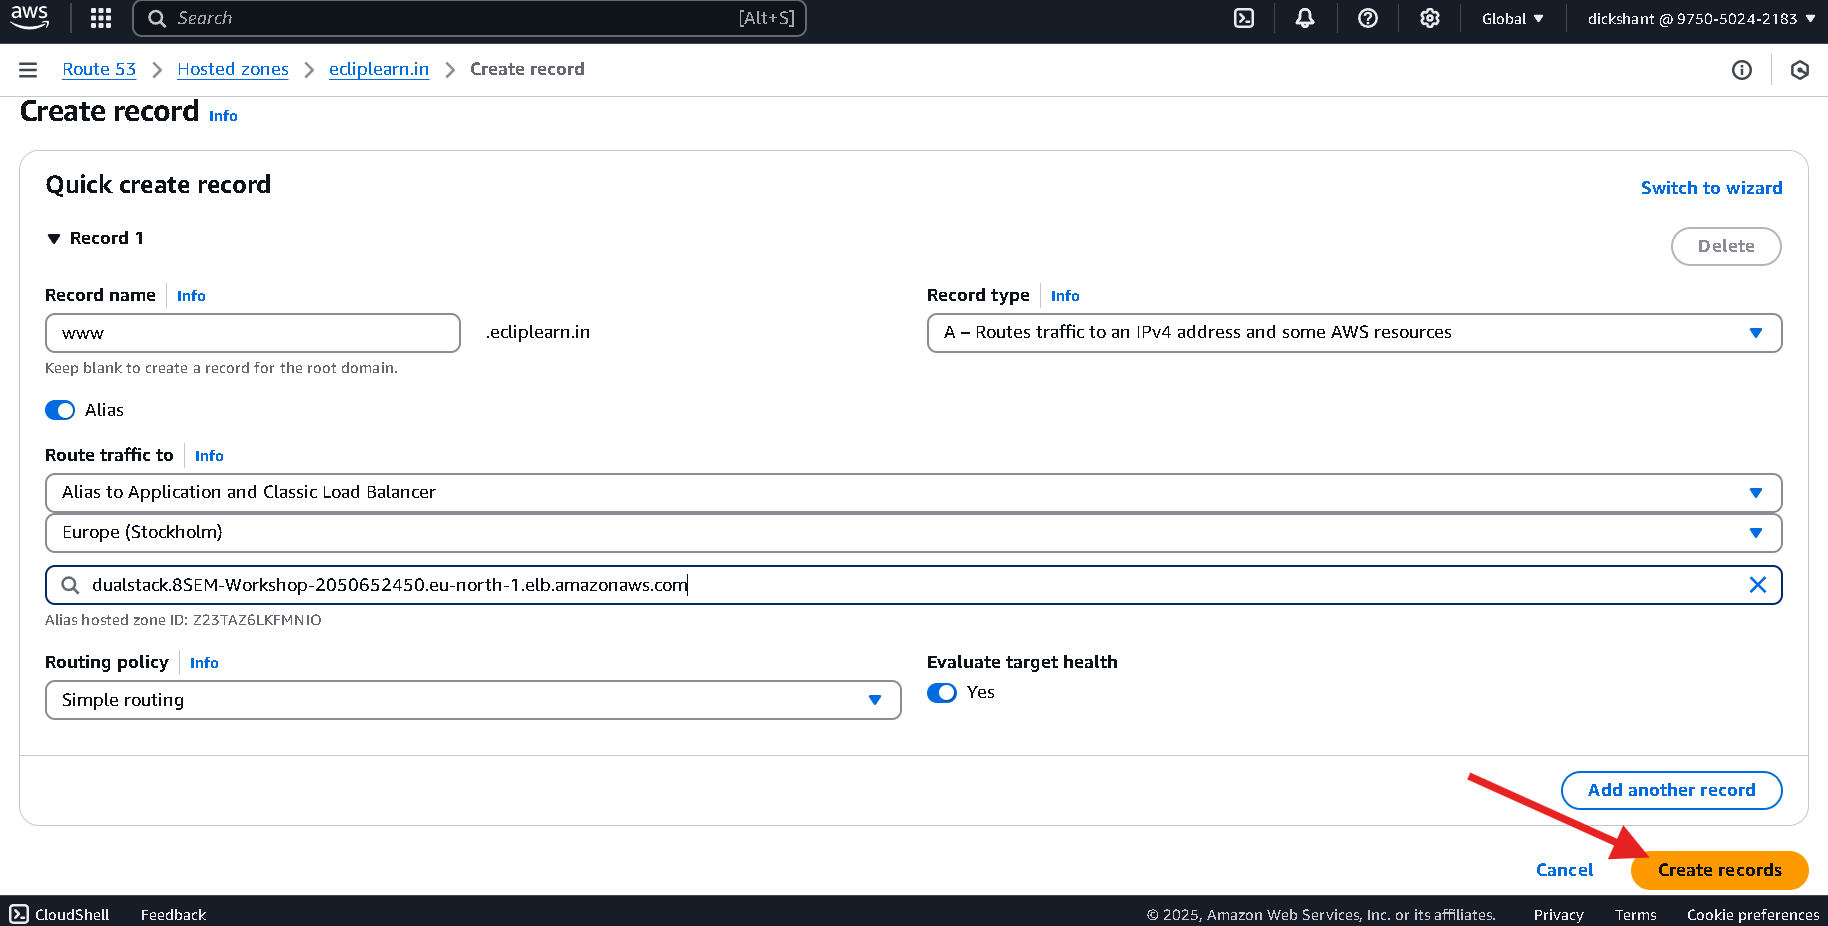 aws Search [Alt+S] Global dickshant @ 9750-5024-2183
Route 53 Hosted zones ecliplearn.in Create record
Create record Info
Quick create record Switch to wizard
Record 1 Delete
Record name Info Record type Info
www .ecliplearn.in A – Routes traffic to an IPv4 address and some AWS resources
Keep blank to create a record for the root domain.
Alias
Route traffic to Info
Alias to Application and Classic Load Balancer
Europe (Stockholm)
dualstack.8SEM-Workshop-2050652450.eu-north-1.elb.amazonaws.com
Alias hosted zone ID: Z23TAZ6LKFMNIO
Routing policy Info Evaluate target health
Simple routing Yes
Add another record
Cancel Create records
CloudShell Feedback © 2025, Amazon Web Services, Inc. or its affiliates. Privacy Terms Cookie preferences